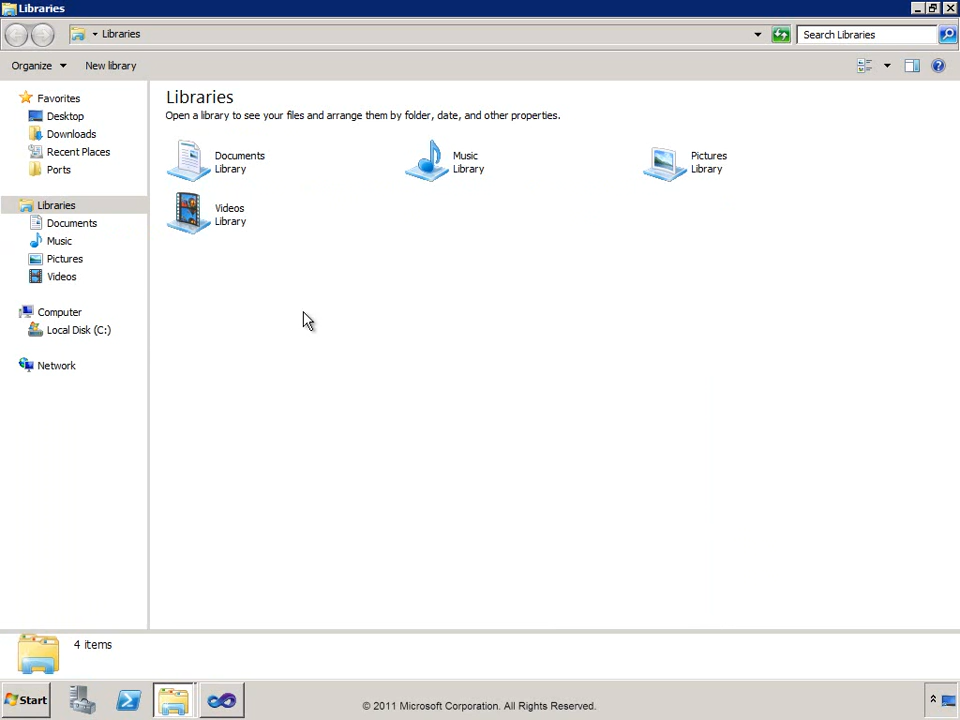 Libraries
Libraries
Search Libraries
Organize
New library
Favorites
Desktop
Downloads
Recent Places
Ports
Libraries
Documents
Music
Pictures
Videos
Computer
Local Disk (C:)
Network
Libraries
Open a library to see your files and arrange them by folder, date, and other properties.
Documents
Library
Music
Library
Pictures
Library
Videos
Library
4 items
Start
© 2011 Microsoft Corporation. All Rights Reserved.